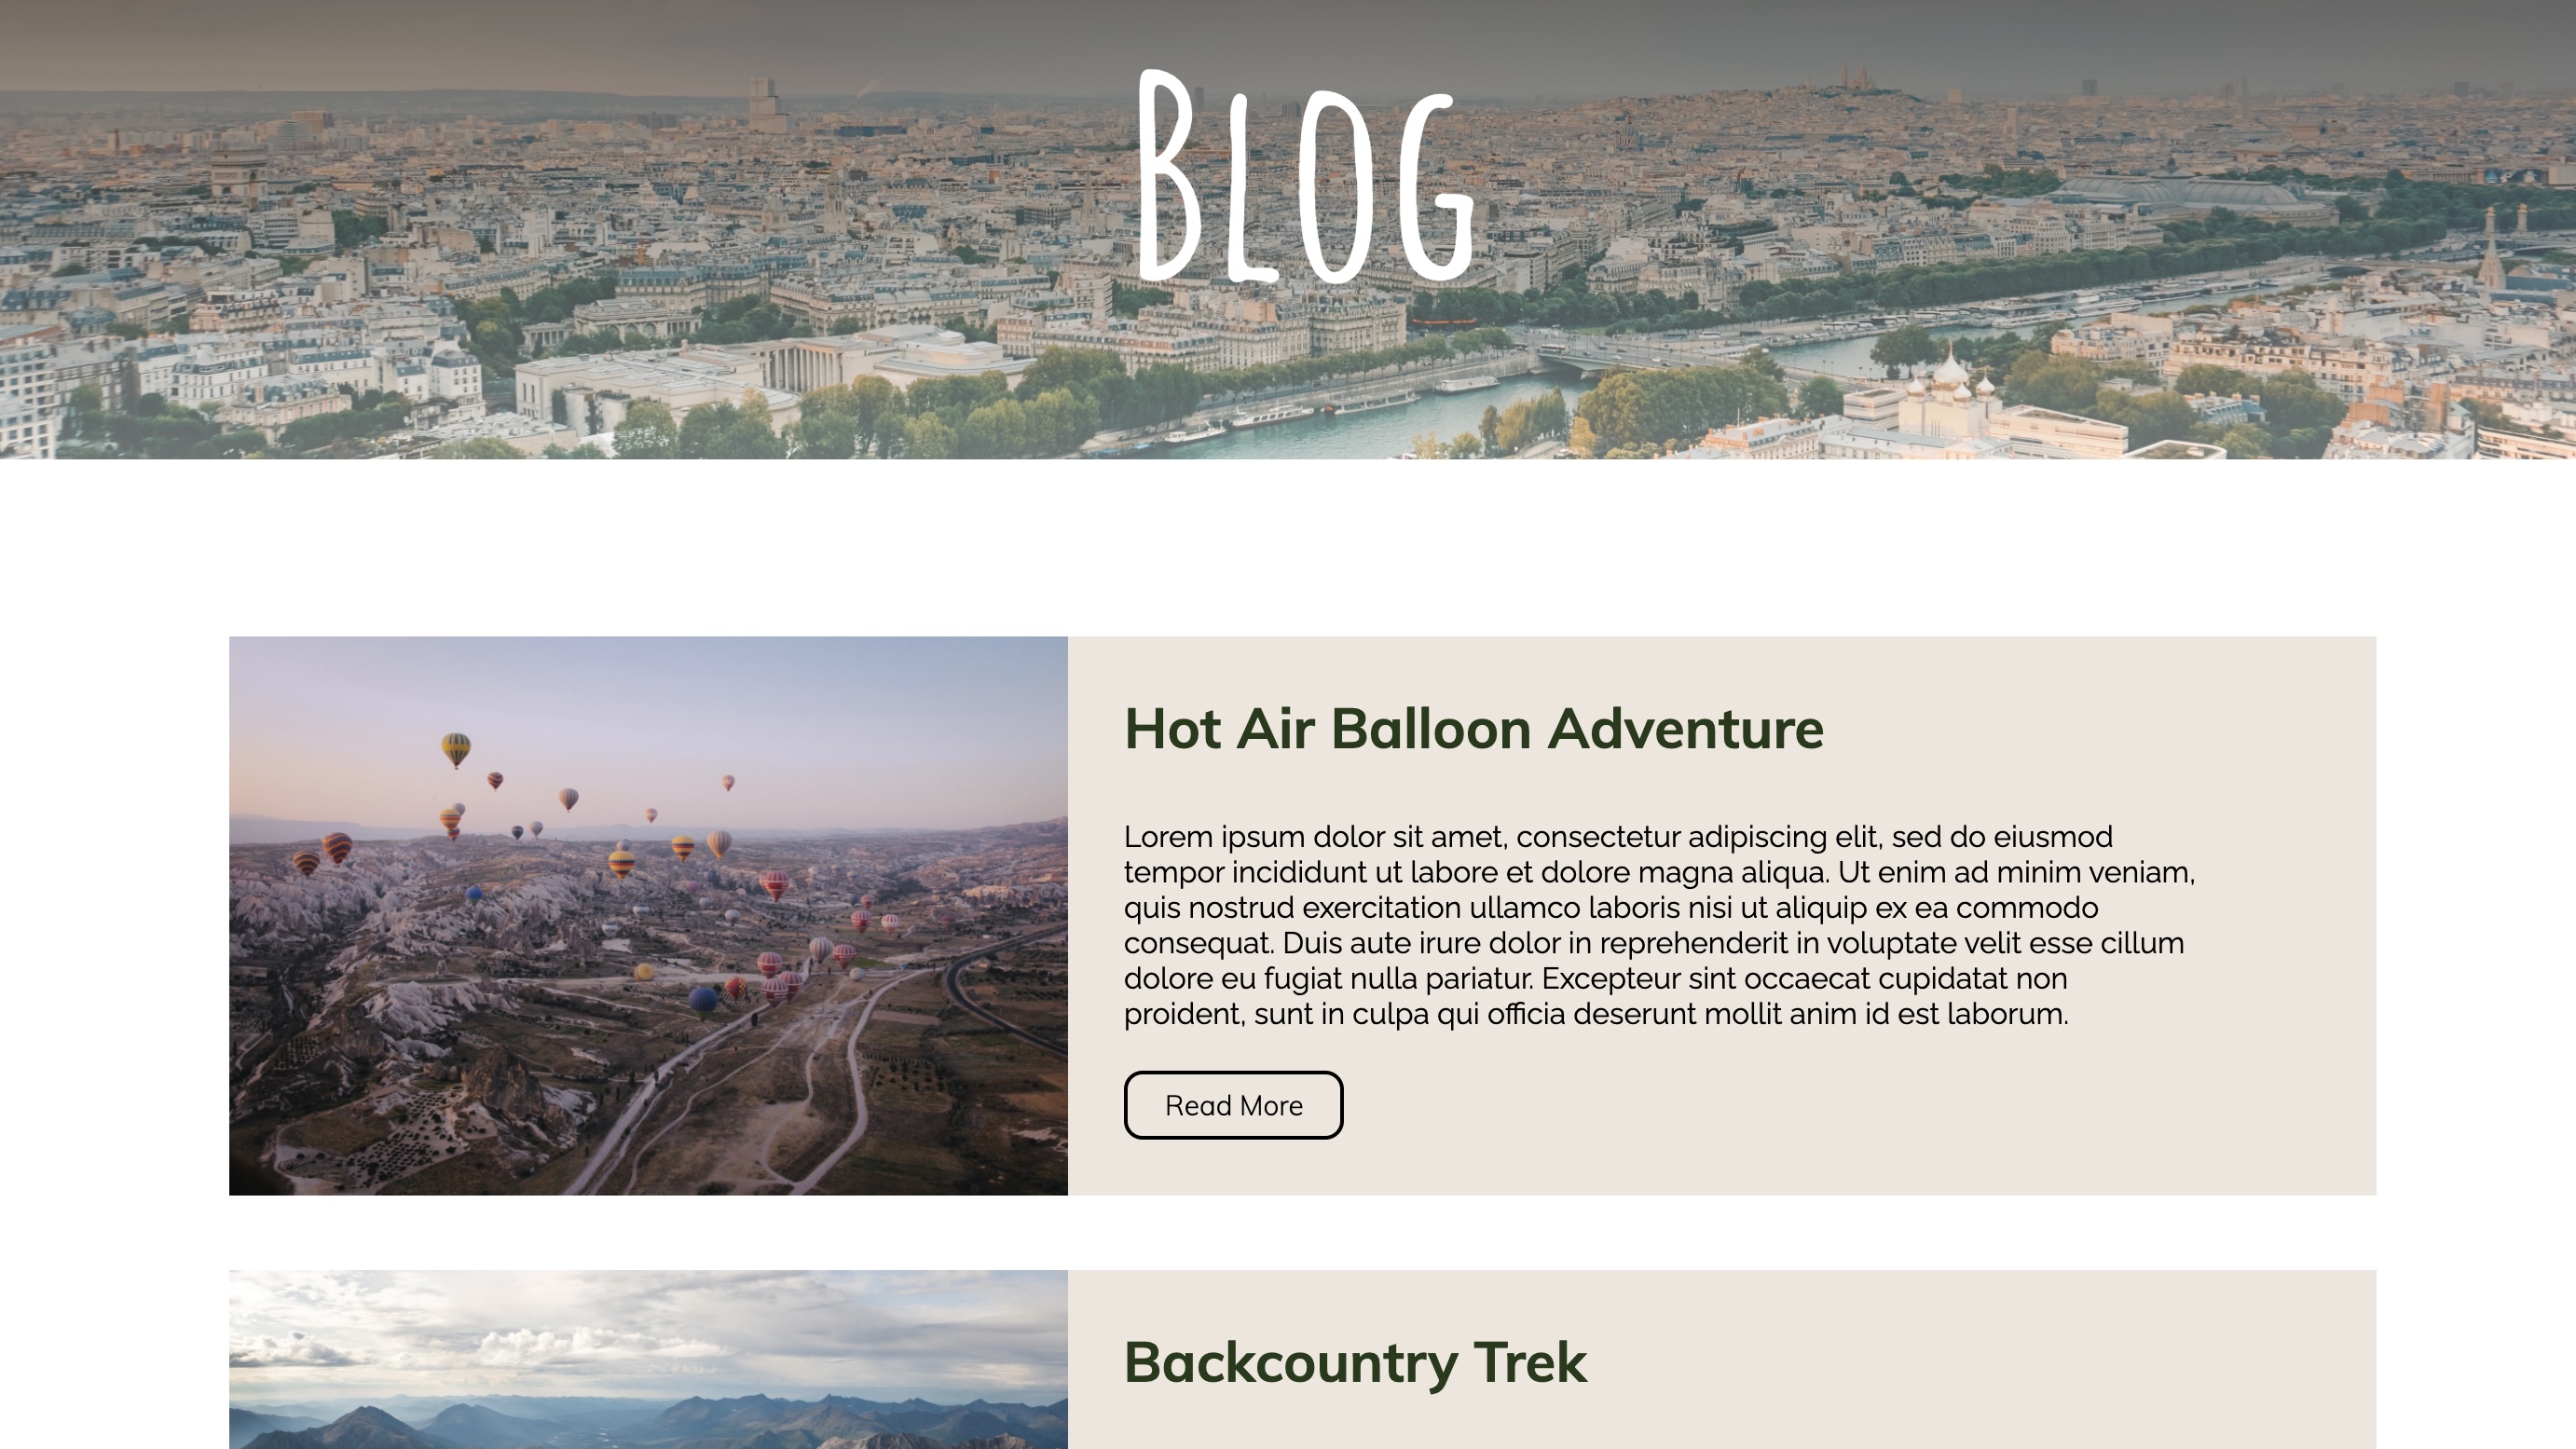 BLOG
Hot Air Balloon Adventure
Lorem ipsum dolor sit amet, consectetur adipiscing elit, sed do eiusmod
tempor incididunt ut labore et dolore magna aliqua. Ut enim ad minim veniam,
quis nostrud exercitation ullamco laboris nisi ut aliquip ex ea commodo
consequat. Duis aute irure dolor in reprehenderit in voluptate velit esse cillum
dolore eu fugiat nulla pariatur. Excepteur sint occaecat cupidatat non
proident, sunt in culpa qui officia deserunt mollit anim id est laborum.
Read More
Backcountry Trek